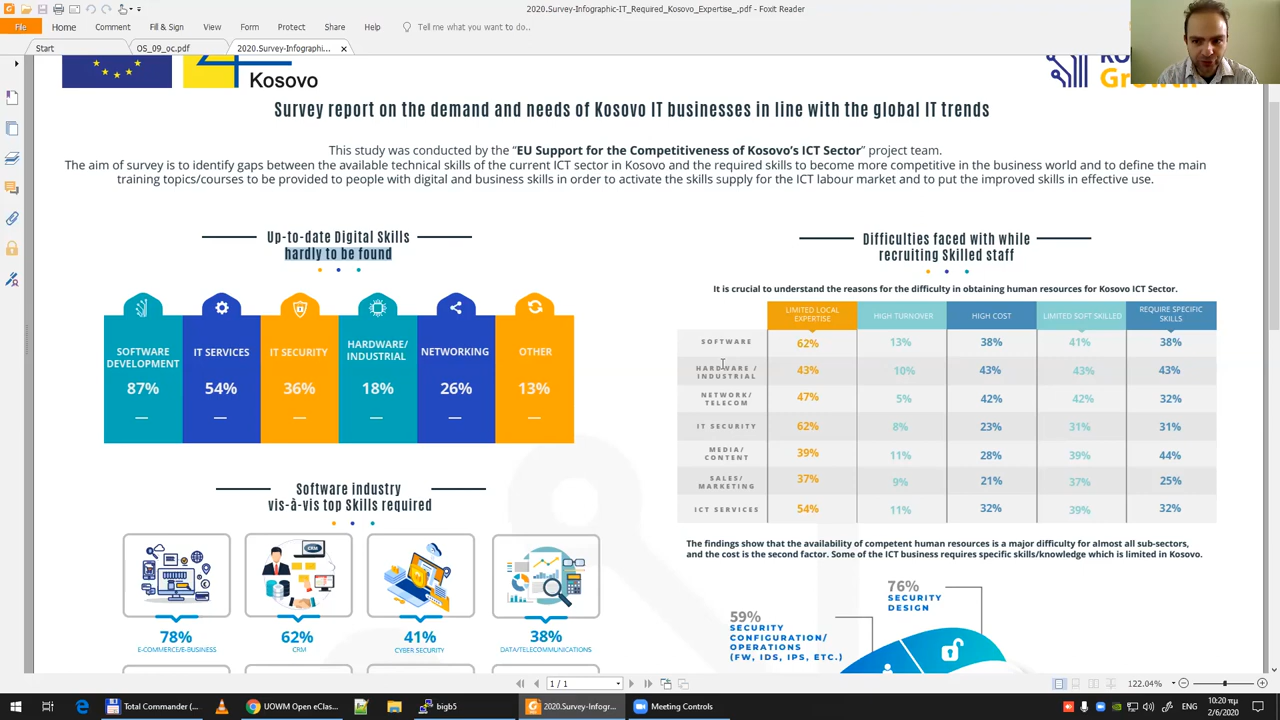 2020.Survey-Infographic-IT_Required_Kosovo_Expertise_.pdf - Foxit Reader
File Home Comment Fill & Sign View Form Protect Share Help Tell me what you want to do..
Start OS_09_oc.pdf 2020.Survey-Infographi...
Kosovo
Growth
Survey report on the demand and needs of Kosovo IT businesses in line with the global IT trends
This study was conducted by the “EU Support for the Competitiveness of Kosovo’s ICT Sector” project team.
The aim of survey is to identify gaps between the available technical skills of the current ICT sector in Kosovo and the required skills to become more competitive in the business world and to define the main
training topics/courses to be provided to people with digital and business skills in order to activate the skills supply for the ICT labour market and to put the improved skills in effective use.
Up-to-date Digital Skills
hardly to be found
SOFTWARE DEVELOPMENT 87%
IT SERVICES 54%
IT SECURITY 36%
HARDWARE/ INDUSTRIAL 18%
NETWORKING 26%
OTHER 13%
Software industry
vis-à-vis top Skills required
CRM
78% 62% 41% 38%
E-COMMERCE/E-BUSINESS CRM CYBER SECURITY DATA/TELECOMMUNICATIONS
Difficulties faced with while
recruiting Skilled staff
It is crucial to understand the reasons for the difficulty in obtaining human resources for Kosovo ICT Sector.
LIMITED LOCAL EXPERTISE HIGH TURNOVER HIGH COST LIMITED SOFT SKILLED REQUIRE SPECIFIC SKILLS
SOFTWARE 62% 13% 38% 41% 38%
HARDWARE / INDUSTRIAL 43% 10% 43% 43% 43%
NETWORK/ TELECOM 47% 5% 42% 42% 32%
IT SECURITY 62% 8% 23% 31% 31%
MEDIA/ CONTENT 39% 11% 28% 39% 44%
SALES/ MARKETING 37% 9% 21% 37% 25%
ICT SERVICES 54% 11% 32% 39% 32%
The findings show that the availability of competent human resources is a major difficulty for almost all sub-sectors,
and the cost is the second factor. Some of the ICT business requires specific skills/knowledge which is limited in Kosovo.
76%
SECURITY
DESIGN
59%
SECURITY
CONFIGURATION/
OPERATIONS
(FW, IDS, IPS, ETC.)
1 / 1 122.04%
Total Commander (... UOWM Open eClass... bigb5 2020.Survey-Infogr... Meeting Controls ENG 10:20 πμ 2/6/2020